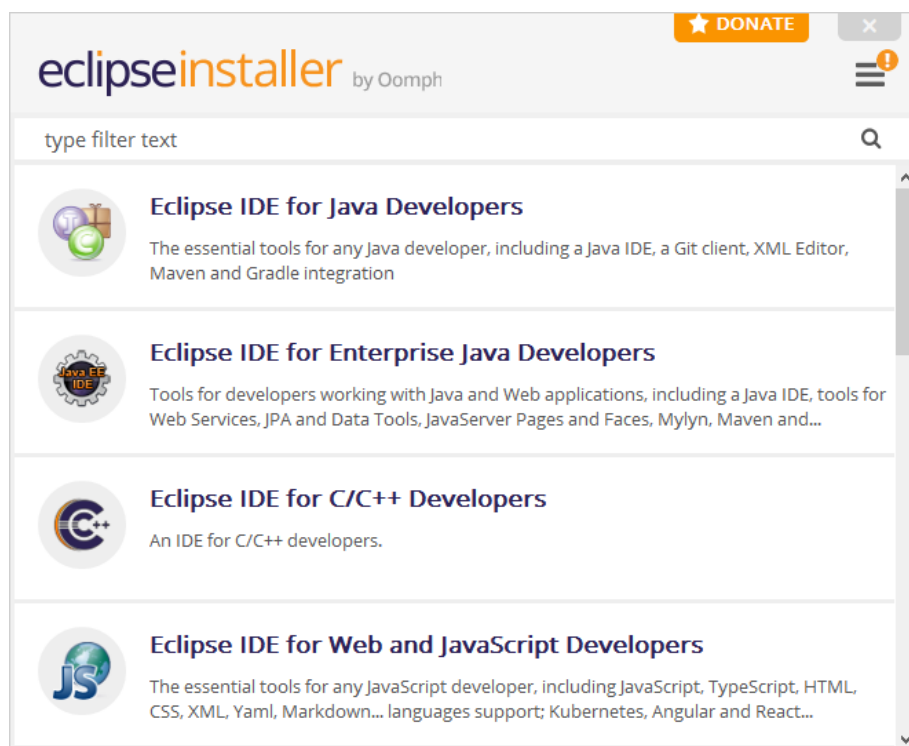 DONATE
×
eclipseinstaller by Oomph
!
type filter text
Eclipse IDE for Java Developers
The essential tools for any Java developer, including a Java IDE, a Git client, XML Editor,
Maven and Gradle integration
Java EE
IDE
Eclipse IDE for Enterprise Java Developers
Tools for developers working with Java and Web applications, including a Java IDE, tools for
Web Services, JPA and Data Tools, JavaServer Pages and Faces, Mylyn, Maven and...
C++
Eclipse IDE for C/C++ Developers
An IDE for C/C++ developers.
JS
Eclipse IDE for Web and JavaScript Developers
The essential tools for any JavaScript developer, including JavaScript, TypeScript, HTML,
CSS, XML, Yaml, Markdown... languages support; Kubernetes, Angular and React...